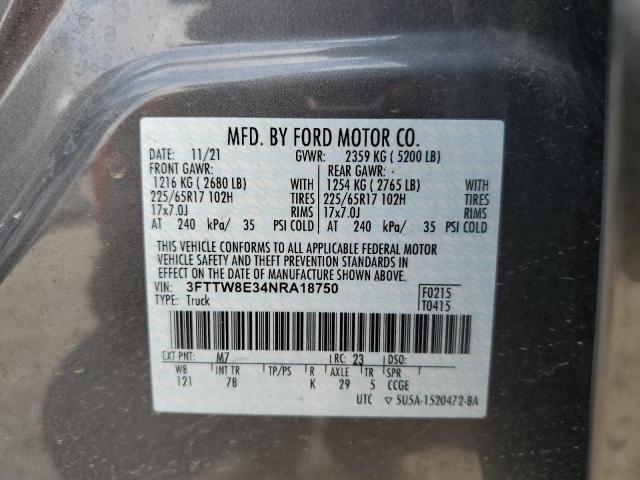 MFD. BY FORD MOTOR CO.
DATE: 11/21 GVWR: 2359 KG ( 5200 LB)
FRONT GAWR: REAR GAWR:
1216 KG ( 2680 LB) WITH 1254 KG ( 2765 LB) WITH
225/65R17 102H TIRES 225/65R17 102H TIRES
17x7.0J RIMS 17x7.0J RIMS
AT 240 kPa/ 35 PSI COLD AT 240 kPa/ 35 PSI COLD
THIS VEHICLE CONFORMS TO ALL APPLICABLE FEDERAL MOTOR
VEHICLE SAFETY AND THEFT PREVENTION STANDARDS IN
EFFECT ON THE DATE OF MANUFACTURE SHOWN ABOVE.
VIN: 3FTTW8E34NRA18750 F0215
TYPE: Truck T0415
EXT PNT: M7 RC: 23 DSO:
WB INT TR TP/PS R AXLE TR SPR
121 7B K 29 5 CCGE
UTC ▽ 5U5A-1520472-BA